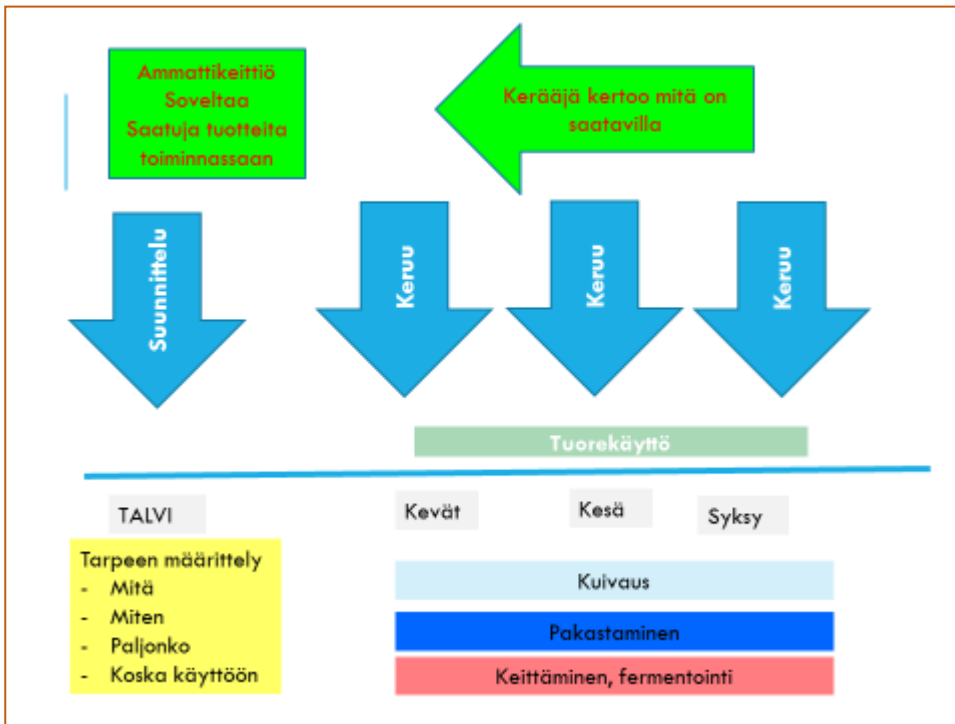 Ammattikeittiö
Soveltaa
Saatuja tuotteita
toiminnassaan
Kerääjä kertoo mitä on
saatavilla
Suunnittelu
Keruu
Keruu
Keruu
Tuorekäyttö
TALVI
Kevät
Kesä
Syksy
Tarpeen määrittely
- Mitä
- Miten
- Paljonko
- Koska käyttöön
Kuivaus
Pakastaminen
Keittäminen, fermentointi